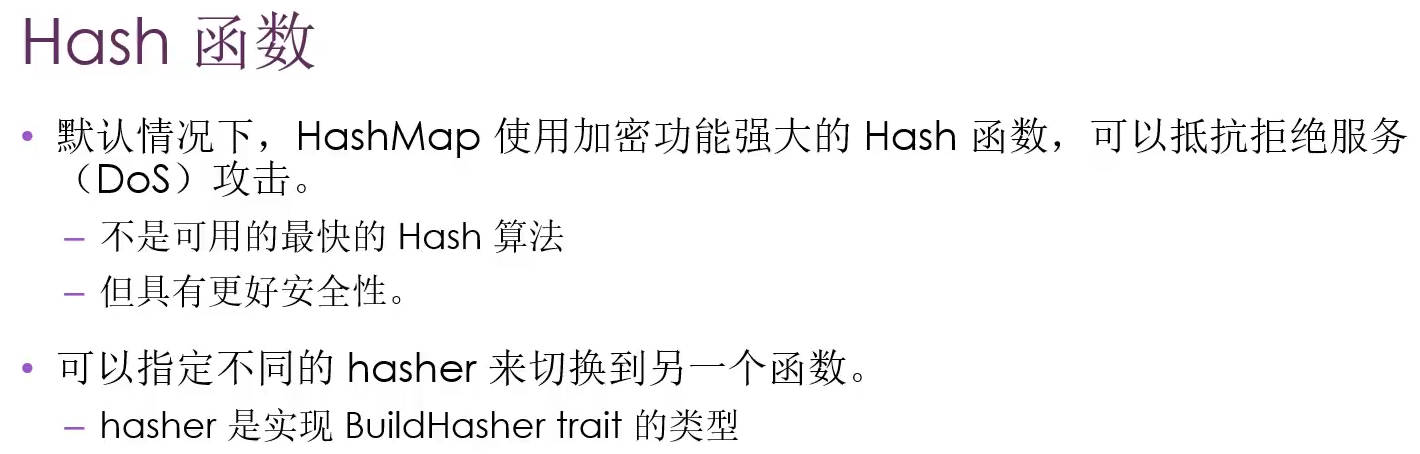 Hash 函数
• 默认情况下，HashMap 使用加密功能强大的 Hash 函数，可以抵抗拒绝服务
（DoS）攻击。
– 不是可用的最快的 Hash 算法
– 但具有更好安全性。
• 可以指定不同的 hasher 来切换到另一个函数。
– hasher 是实现 BuildHasher trait 的类型